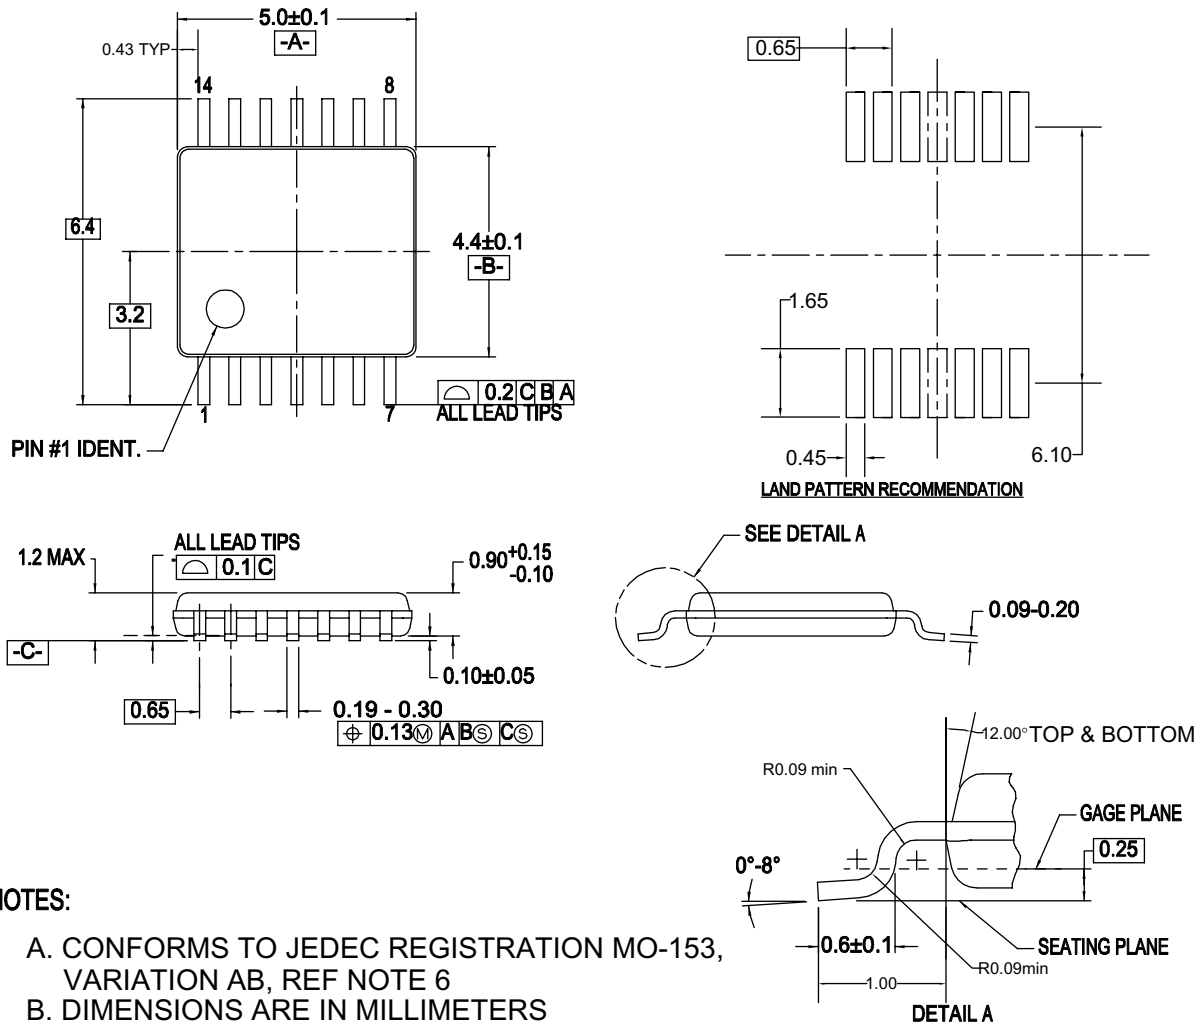 5.0±0.1
-A-
0.43 TYP
14
8
6.4
3.2
4.4±0.1
-B-
0.2 C B A
ALL LEAD TIPS
1
7
PIN #1 IDENT.
0.65
1.65
0.45
6.10
LAND PATTERN RECOMMENDATION
ALL LEAD TIPS
0.1 C
1.2 MAX
0.90+0.15
-0.10
-C-
0.10±0.05
0.65
0.19 - 0.30
⌖ 0.13Ⓜ A BⓈ CⓈ
SEE DETAIL A
0.09-0.20
12.00° TOP & BOTTOM
R0.09 min
GAGE PLANE
0.25
0°-8°
0.6±0.1
SEATING PLANE
R0.09min
1.00
DETAIL A
NOTES:
A. CONFORMS TO JEDEC REGISTRATION MO-153,
VARIATION AB, REF NOTE 6
B. DIMENSIONS ARE IN MILLIMETERS